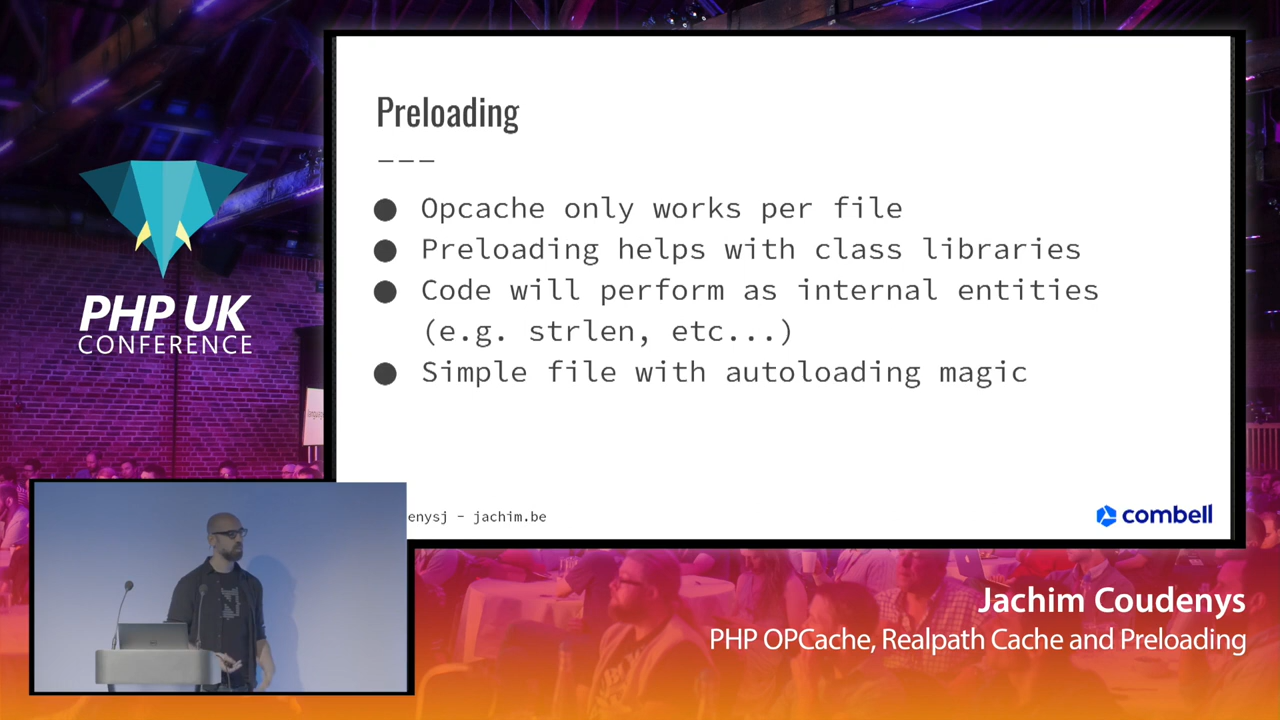 Preloading
---
● Opcache only works per file
● Preloading helps with class libraries
● Code will perform as internal entities
(e.g. strlen, etc...)
● Simple file with autoloading magic
enysj - jachim.be
combell
PHP UK
CONFERENCE
Jachim Coudenys
PHP OPCache, Realpath Cache and Preloading